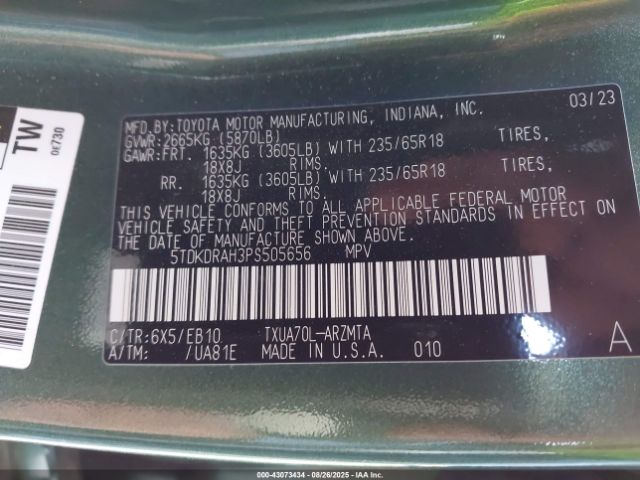 MFD.BY:TOYOTA MOTOR MANUFACTURING, INDIANA, INC. 03/23
GVWR:2665KG (5870LB)
GAWR:FRT. 1635KG (3605LB) WITH 235/65R18 TIRES,
18X8J RIMS.
RR. 1635KG (3605LB) WITH 235/65R18 TIRES,
18X8J RIMS.
THIS VEHICLE CONFORMS TO ALL APPLICABLE FEDERAL MOTOR
VEHICLE SAFETY AND THEFT PREVENTION STANDARDS IN EFFECT ON
THE DATE OF MANUFACTURE SHOWN ABOVE.
5TDKDRAH3PS505656 MPV
C/TR:6X5/EB10 TXUA70L-ARZMTA
A/TM: /UA81E MADE IN U.S.A. 010 A
TW
0E730
000-43073434 | 08/26/2025 | IAA Inc.